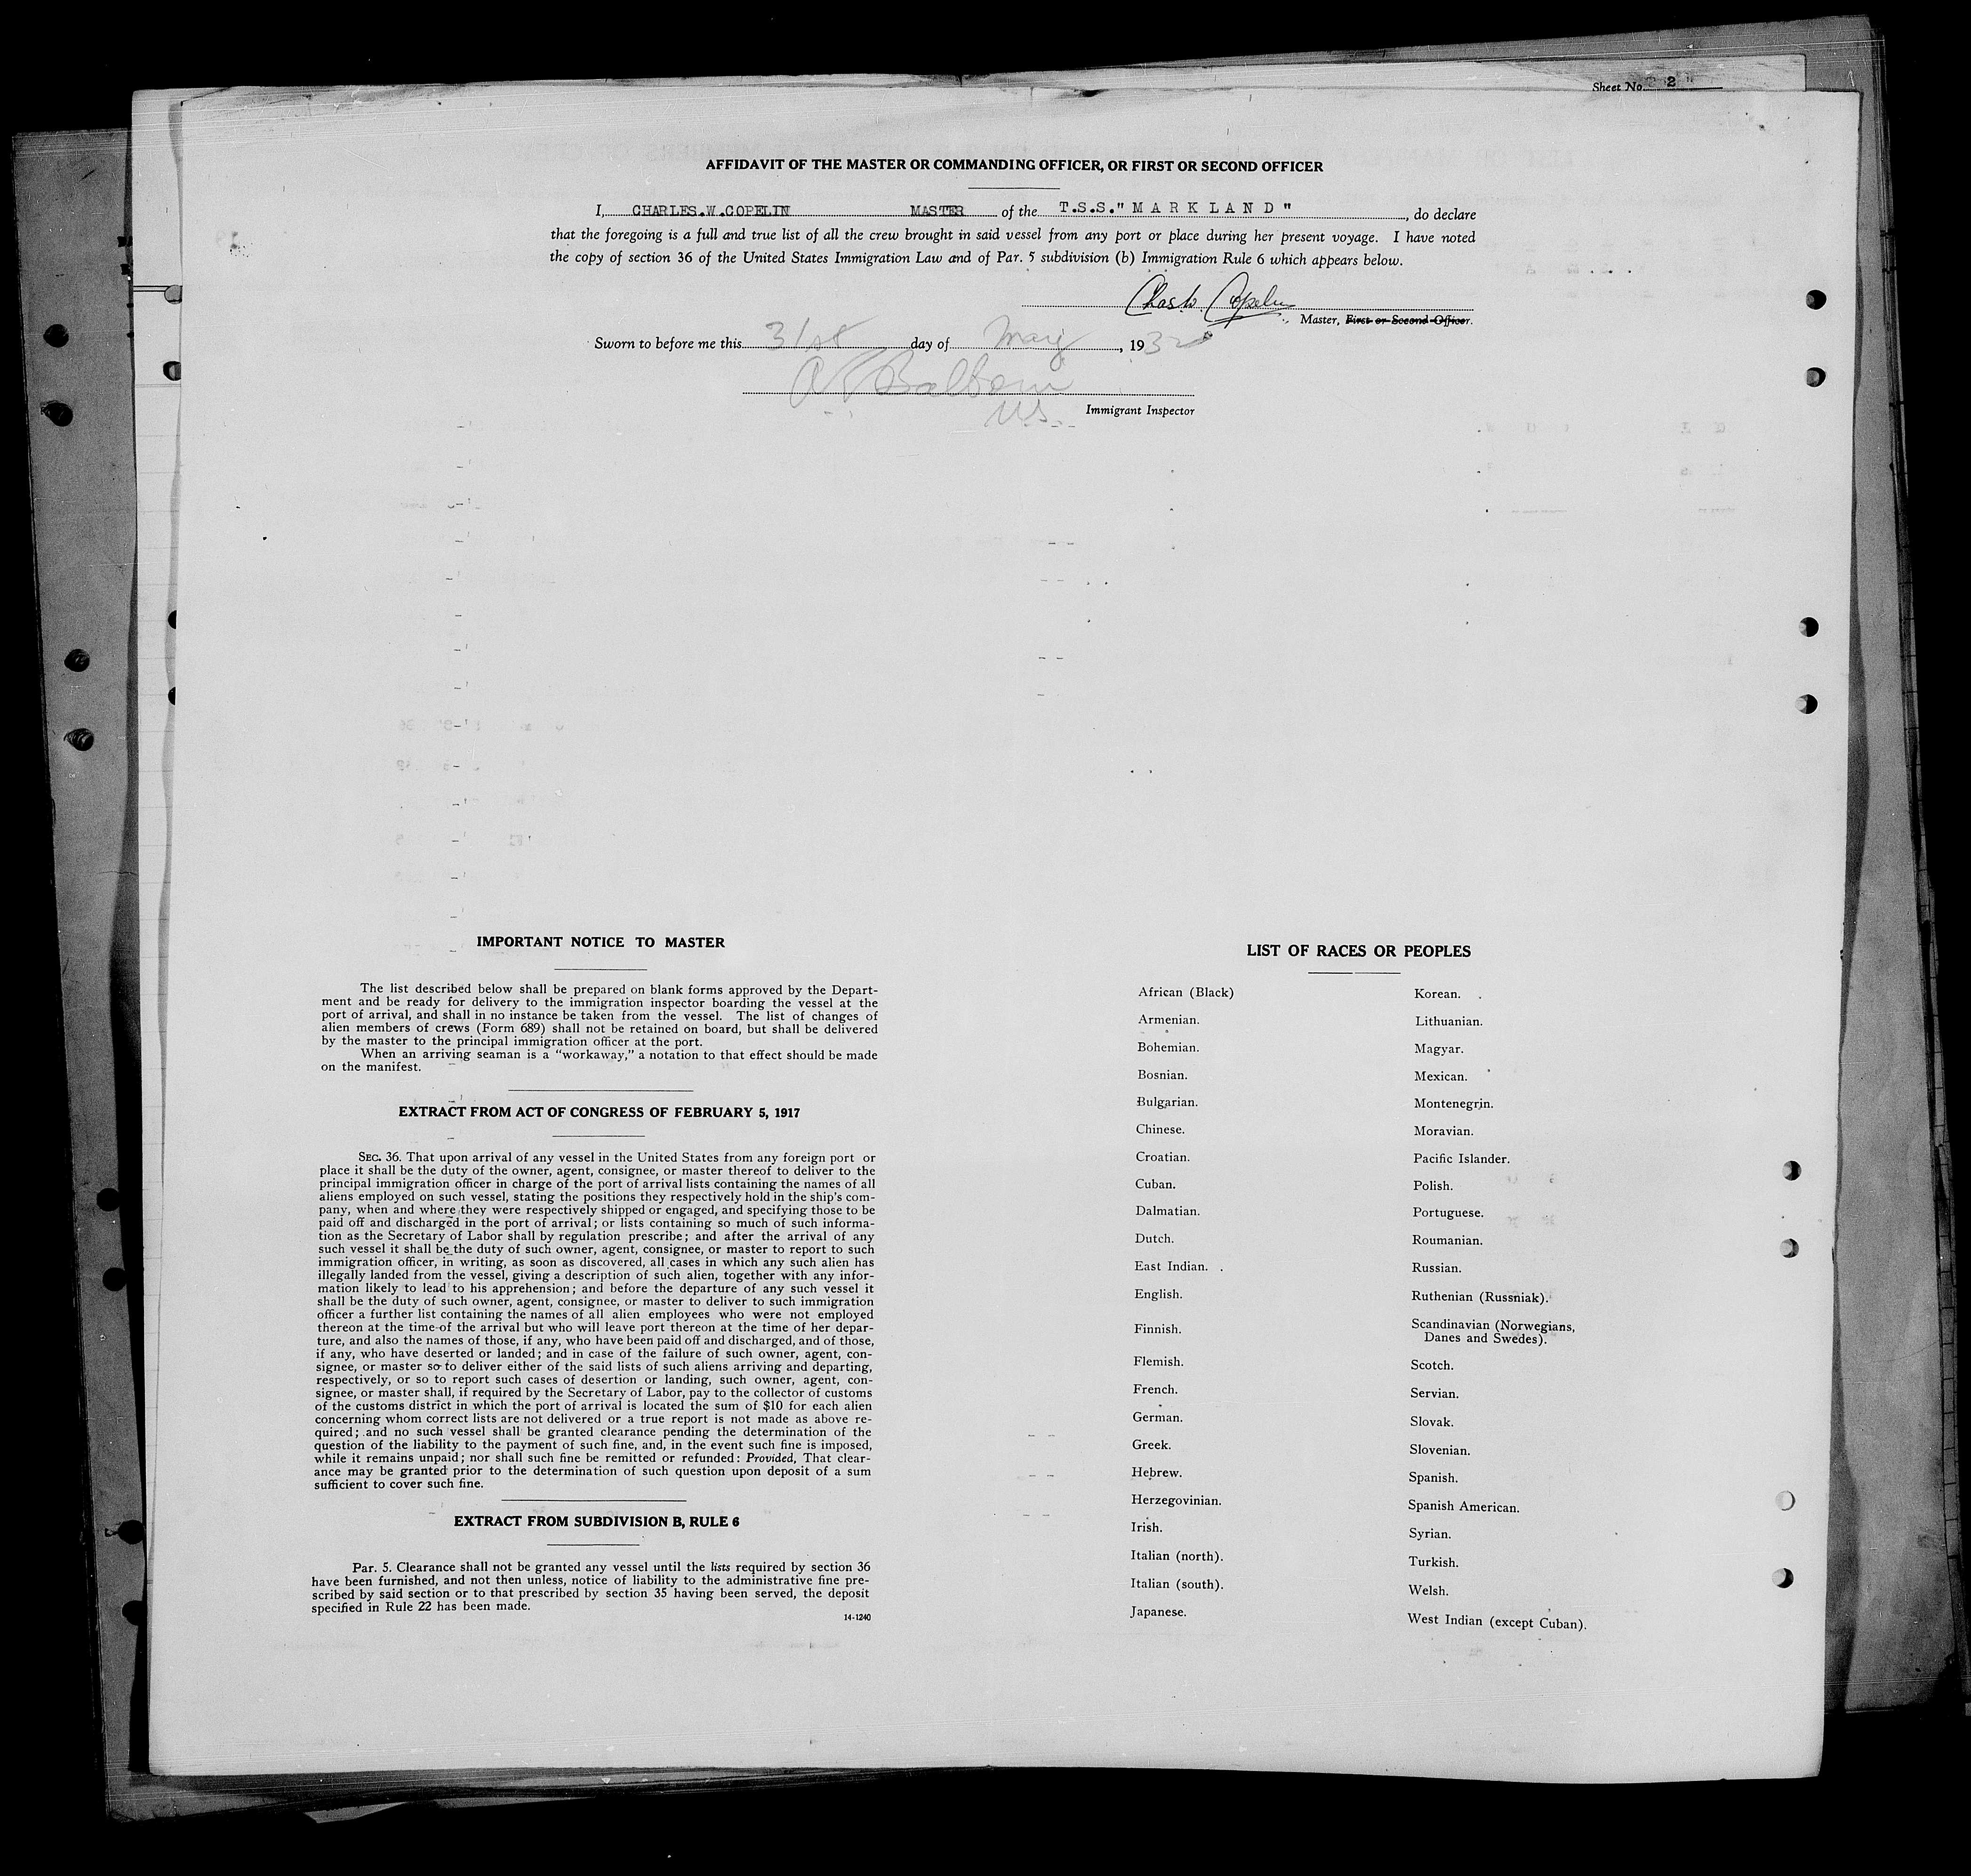 Sheet No. 2
AFFIDAVIT OF THE MASTER OR COMMANDING OFFICER, OR FIRST OR SECOND OFFICER
I, CHARLES.W.COPELIN MASTER of the T.S.S." M A R K L A N D ", do declare
that the foregoing is a full and true list of all the crew brought in said vessel from any port or place during her present voyage. I have noted
the copy of section 36 of the United States Immigration Law and of Par. 5 subdivision (b) Immigration Rule 6 which appears below.
Chas W. Copelin
Master, First or Second Officer.
Sworn to before me this 31st day of May, 1932
U.S. Immigrant Inspector
IMPORTANT NOTICE TO MASTER
The list described below shall be prepared on blank forms approved by the Depart-
ment and be ready for delivery to the immigration inspector boarding the vessel at the
port of arrival, and shall in no instance be taken from the vessel. The list of changes of
alien members of crews (Form 689) shall not be retained on board, but shall be delivered
by the master to the principal immigration officer at the port.
When an arriving seaman is a "workaway," a notation to that effect should be made
on the manifest.
EXTRACT FROM ACT OF CONGRESS OF FEBRUARY 5, 1917
SEC. 36. That upon arrival of any vessel in the United States from any foreign port or
place it shall be the duty of the owner, agent, consignee, or master thereof to deliver to the
principal immigration officer in charge of the port of arrival lists containing the names of all
aliens employed on such vessel, stating the positions they respectively hold in the ship's com-
pany, when and where they were respectively shipped or engaged, and specifying those to be
paid off and discharged in the port of arrival; or lists containing so much of such informa-
tion as the Secretary of Labor shall by regulation prescribe; and after the arrival of any
such vessel it shall be the duty of such owner, agent, consignee, or master to report to such
immigration officer, in writing, as soon as discovered, all cases in which any such alien has
illegally landed from the vessel, giving a description of such alien, together with any infor-
mation likely to lead to his apprehension; and before the departure of any such vessel it
shall be the duty of such owner, agent, consignee, or master to deliver to such immigration
officer a further list containing the names of all alien employees who were not employed
thereon at the time of the arrival but who will leave port thereon at the time of her depar-
ture, and also the names of those, if any, who have been paid off and discharged, and of those,
if any, who have deserted or landed; and in case of the failure of such owner, agent, con-
signee, or master so to deliver either of the said lists of such aliens arriving and departing,
respectively, or so to report such cases of desertion or landing, such owner, agent, con-
signee, or master shall, if required by the Secretary of Labor, pay to the collector of customs
of the customs district in which the port of arrival is located the sum of $10 for each alien
concerning whom correct lists are not delivered or a true report is not made as above re-
quired; and no such vessel shall be granted clearance pending the determination of the
question of the liability to the payment of such fine, and, in the event such fine is imposed,
while it remains unpaid; nor shall such fine be remitted or refunded: Provided, That clear-
ance may be granted prior to the determination of such question upon deposit of a sum
sufficient to cover such fine.
EXTRACT FROM SUBDIVISION B, RULE 6
Par. 5. Clearance shall not be granted any vessel until the lists required by section 36
have been furnished, and not then unless, notice of liability to the administrative fine pre-
scribed by said section or to that prescribed by section 35 having been served, the deposit
specified in Rule 22 has been made.
14-1240
LIST OF RACES OR PEOPLES
African (Black)
Armenian.
Bohemian.
Bosnian.
Bulgarian.
Chinese.
Croatian.
Cuban.
Dalmatian.
Dutch.
East Indian.
English.
Finnish.
Flemish.
French.
German.
Greek.
Hebrew.
Herzegovinian.
Irish.
Italian (north).
Italian (south).
Japanese.
Korean.
Lithuanian.
Magyar.
Mexican.
Montenegrin.
Moravian.
Pacific Islander.
Polish.
Portuguese.
Roumanian.
Russian.
Ruthenian (Russniak).
Scandinavian (Norwegians,
Danes and Swedes).
Scotch.
Servian.
Slovak.
Slovenian.
Spanish.
Spanish American.
Syrian.
Turkish.
Welsh.
West Indian (except Cuban).